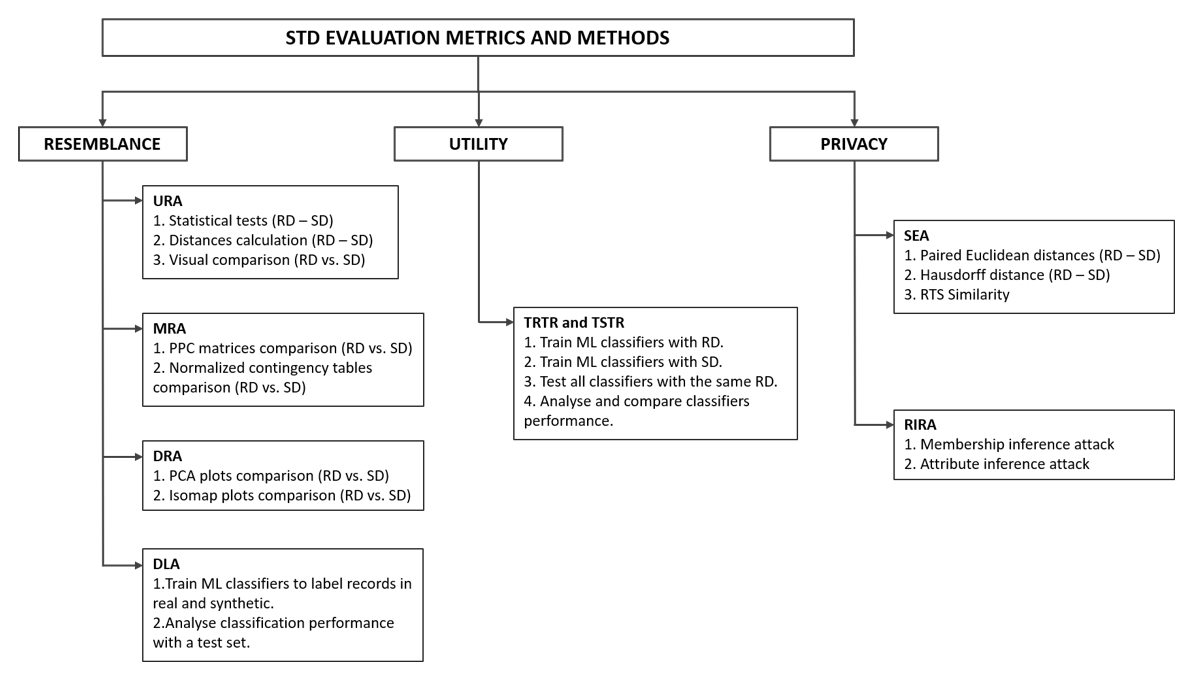 STD EVALUATION METRICS AND METHODS
RESEMBLANCE
URA
1. Statistical tests (RD – SD)
2. Distances calculation (RD – SD)
3. Visual comparison (RD vs. SD)
MRA
1. PPC matrices comparison (RD vs. SD)
2. Normalized contingency tables
comparison (RD vs. SD)
DRA
1. PCA plots comparison (RD vs. SD)
2. Isomap plots comparison (RD vs. SD)
DLA
1.Train ML classifiers to label records in
real and synthetic.
2.Analyse classification performance
with a test set.
UTILITY
TRTR and TSTR
1. Train ML classifiers with RD.
2. Train ML classifiers with SD.
3. Test all classifiers with the same RD.
4. Analyse and compare classifiers
performance.
PRIVACY
SEA
1. Paired Euclidean distances (RD – SD)
2. Hausdorff distance (RD – SD)
3. RTS Similarity
RIRA
1. Membership inference attack
2. Attribute inference attack